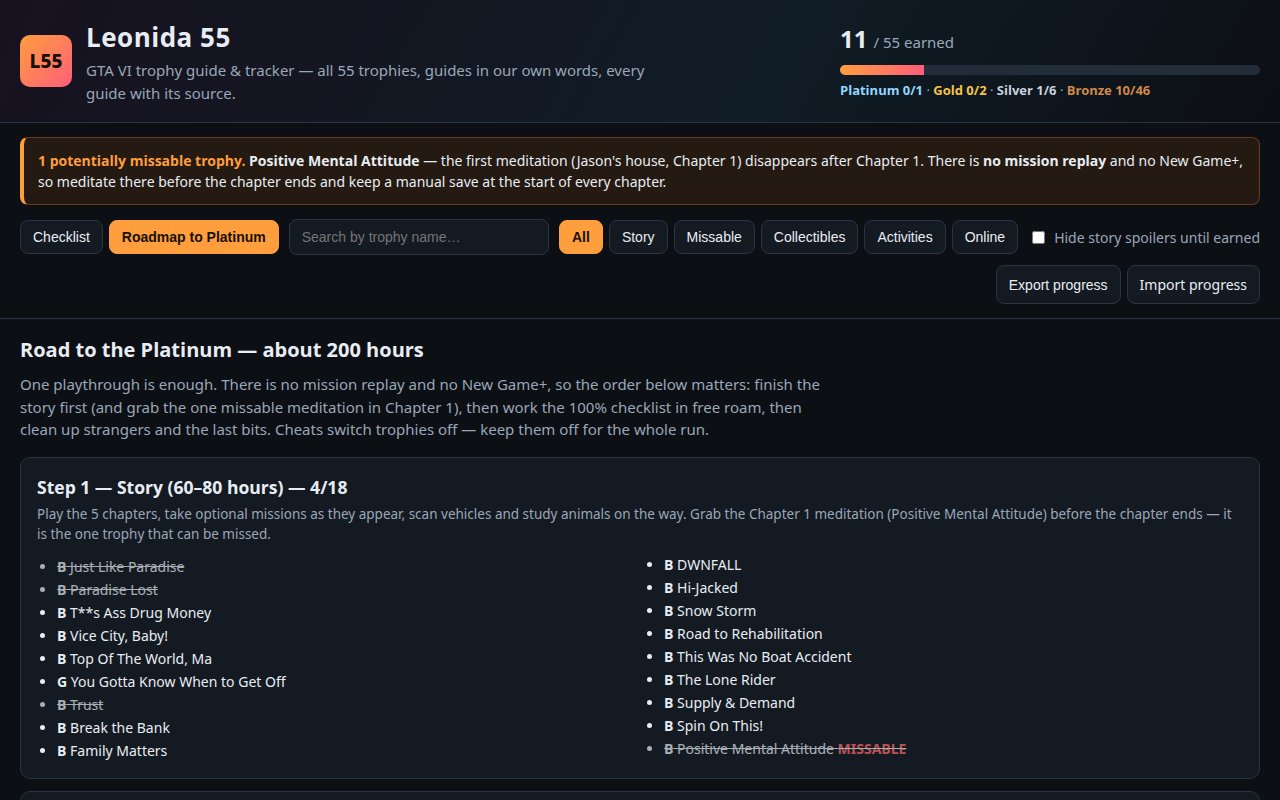 L55
Leonida 55
GTA VI trophy guide & tracker — all 55 trophies, guides in our own words, every
guide with its source.
11 / 55 earned
Platinum 0/1 · Gold 0/2 · Silver 1/6 · Bronze 10/46
1 potentially missable trophy. Positive Mental Attitude — the first meditation (Jason's house, Chapter 1) disappears after Chapter 1. There is no mission replay and no New Game+,
so meditate there before the chapter ends and keep a manual save at the start of every chapter.
Checklist
Roadmap to Platinum
Search by trophy name…
All
Story
Missable
Collectibles
Activities
Online
Hide story spoilers until earned
Export progress
Import progress
Road to the Platinum — about 200 hours
One playthrough is enough. There is no mission replay and no New Game+, so the order below matters: finish the
story first (and grab the one missable meditation in Chapter 1), then work the 100% checklist in free roam, then
clean up strangers and the last bits. Cheats switch trophies off — keep them off for the whole run.
Step 1 — Story (60–80 hours) — 4/18
Play the 5 chapters, take optional missions as they appear, scan vehicles and study animals on the way. Grab the Chapter 1 meditation (Positive Mental Attitude) before the chapter ends — it
is the one trophy that can be missed.
B Just Like Paradise
B Paradise Lost
B T**s Ass Drug Money
B Vice City, Baby!
B Top Of The World, Ma
G You Gotta Know When to Get Off
B Trust
B Break the Bank
B Family Matters
B DWNFALL
B Hi-Jacked
B Snow Storm
B Road to Rehabilitation
B This Was No Boat Accident
B The Lone Rider
B Supply & Demand
B Spin On This!
B Positive Mental Attitude MISSABLE